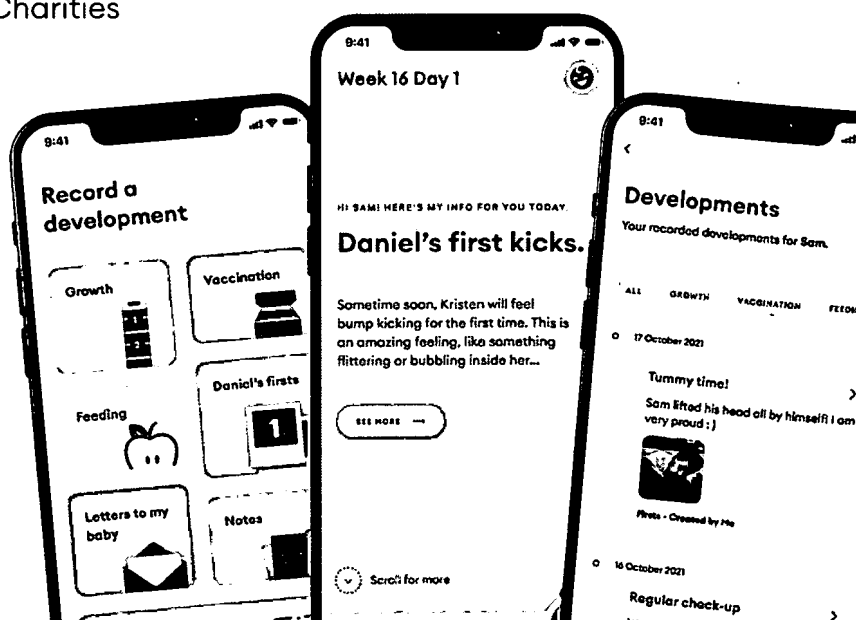 Charities
9:41
Record a
development
Growth
Vaccination
Feeding
Daniel's firsts
1
Letters to my
baby
Notes
9:41
Week 16 Day 1
HI SAM! HERE'S MY INFO FOR YOU TODAY.
Daniel's first kicks.
Sometime soon, Kristen will feel
bump kicking for the first time. This is
an amazing feeling, like something
flittering or bubbling inside her...
SEE MORE
Scroll for more
9:41
Developments
Your recorded developments for Sam.
ALL GROWTH VACCINATION
17 October 2021
Tummy time!
Sam lifted his head all by himself! I am
very proud :)
Firsts - Created by Me
16 October 2021
Regular check-up